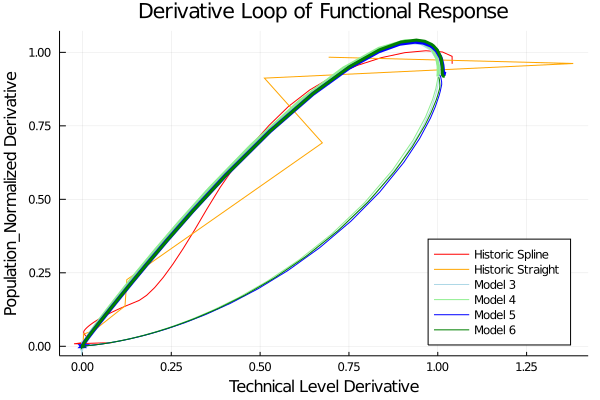 Derivative Loop of Functional Response
Population_Normalized Derivative
1.00
0.75
0.50
0.25
0.00
0.00
0.25
0.50
0.75
1.00
1.25
Technical Level Derivative
Historic Spline
Historic Straight
Model 3
Model 4
Model 5
Model 6